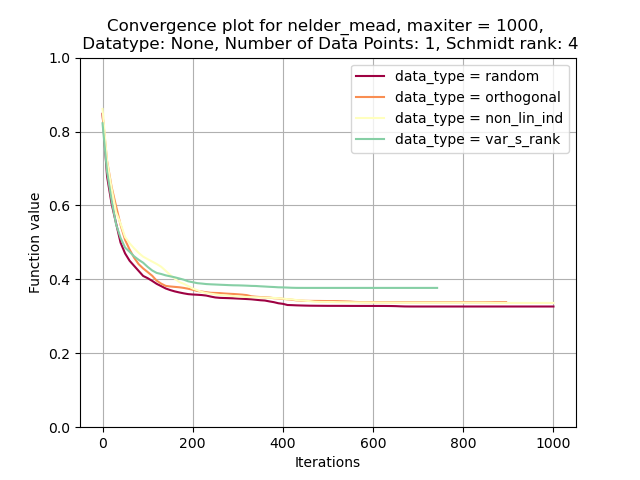 Convergence plot for nelder_mead, maxiter = 1000,
Datatype: None, Number of Data Points: 1, Schmidt rank: 4
data_type = random
data_type = orthogonal
data_type = non_lin_ind
data_type = var_s_rank
Function value
1.0
0.8
0.6
0.4
0.2
0.0
0 200 400 600 800 1000
Iterations